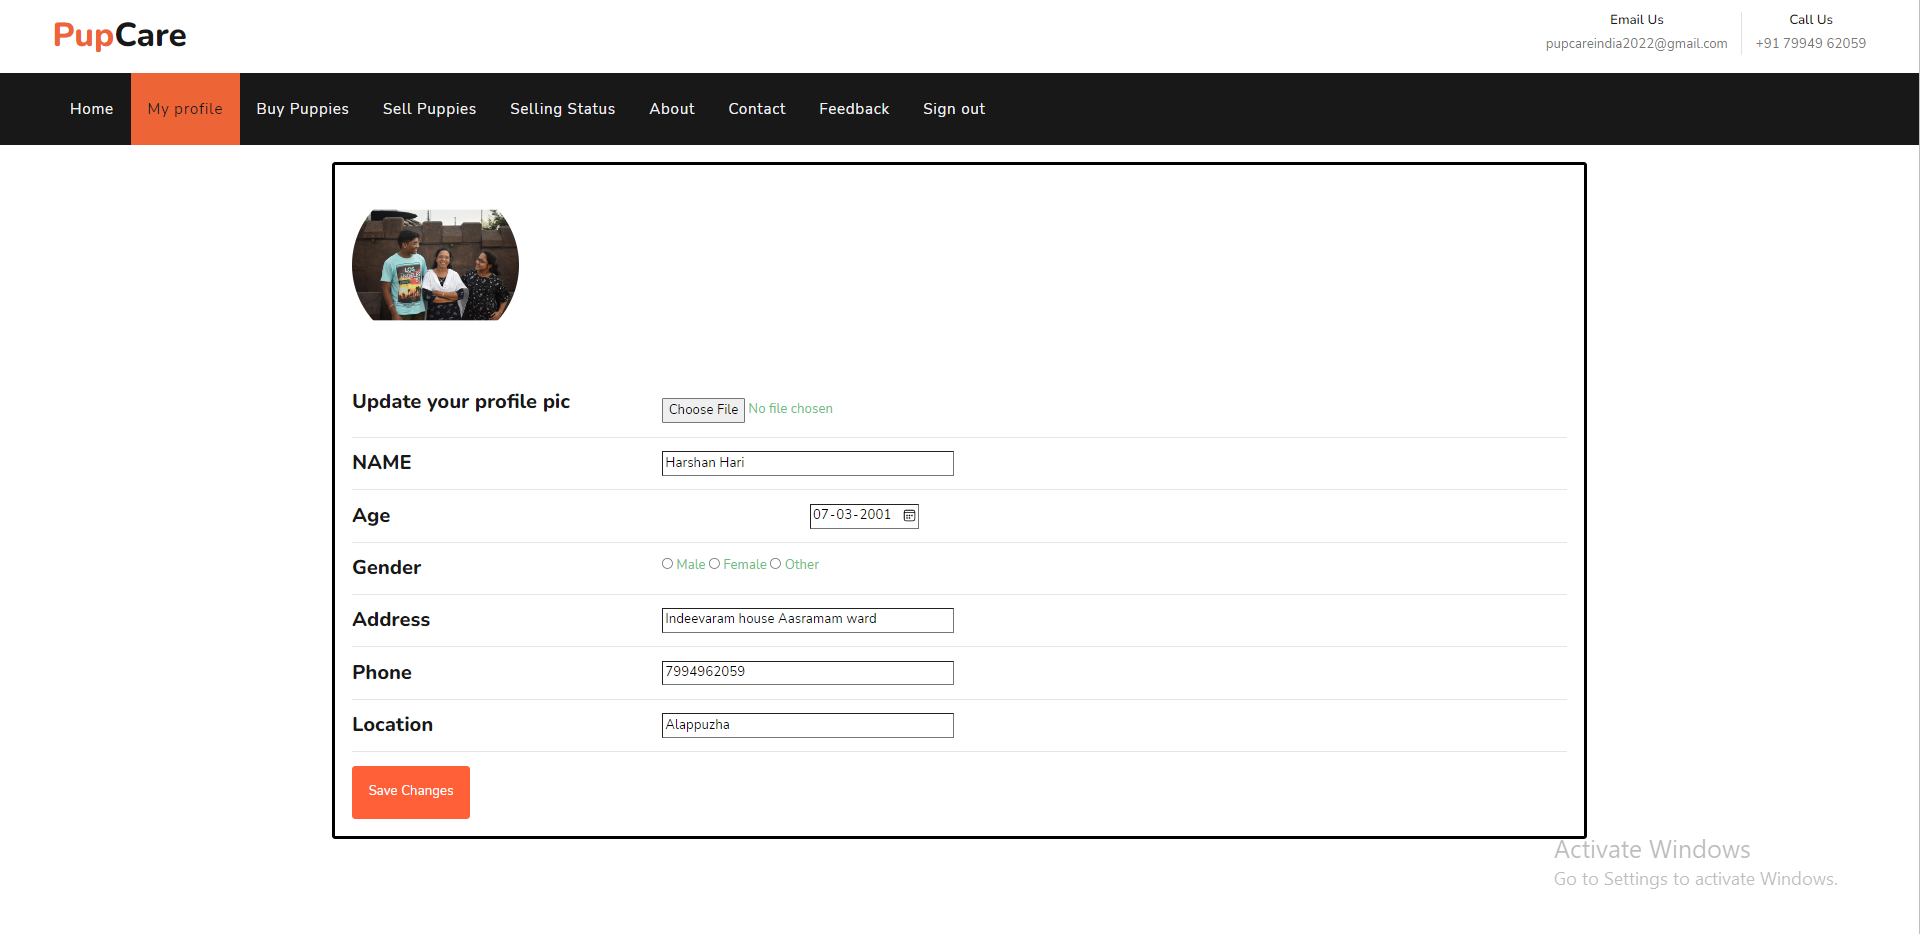 PupCare
Email Us
pupcareindia2022@gmail.com
Call Us
+91 79949 62059
Home My profile Buy Puppies Sell Puppies Selling Status About Contact Feedback Sign out
LOS
Update your profile pic Choose File No file chosen
NAME Harshan Hari
Age 07-03-2001
Gender Male Female Other
Address Indeevaram house Aasramam ward
Phone 7994962059
Location Alappuzha
Save Changes
Activate Windows
Go to Settings to activate Windows.